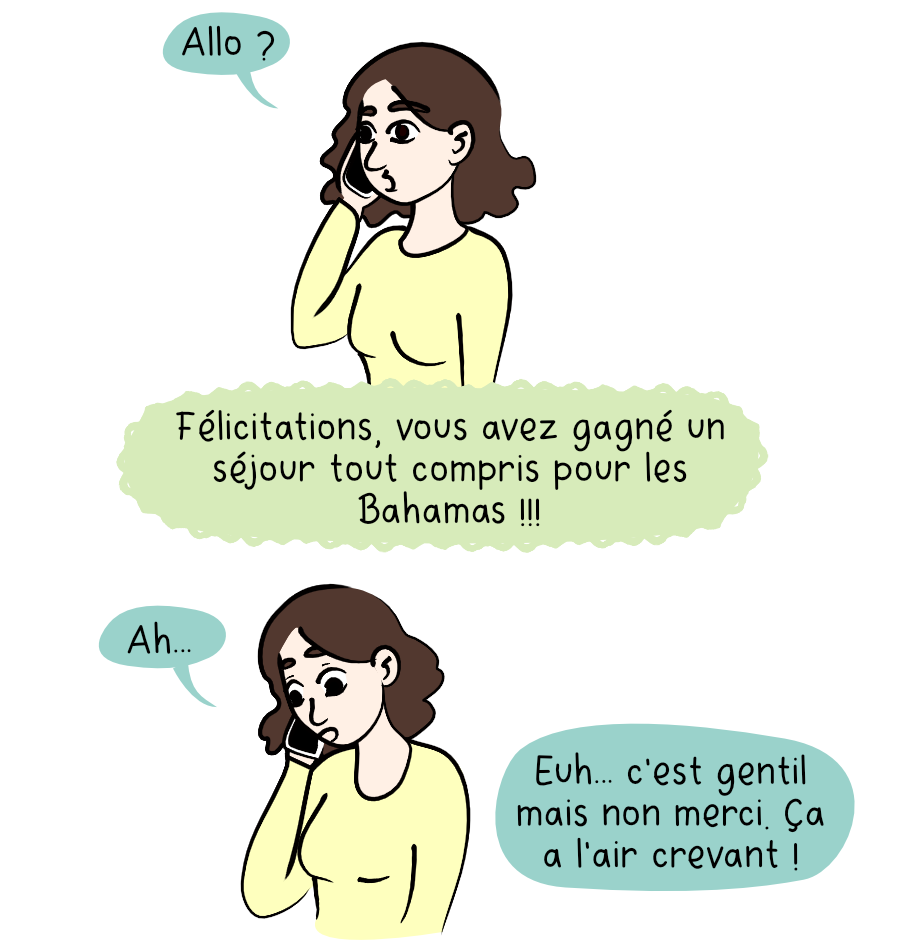 Allo ?
Félicitations, vous avez gagné un
séjour tout compris pour les
Bahamas !!!
Ah...
Euh... c'est gentil
mais non merci. Ça
a l'air crevant !